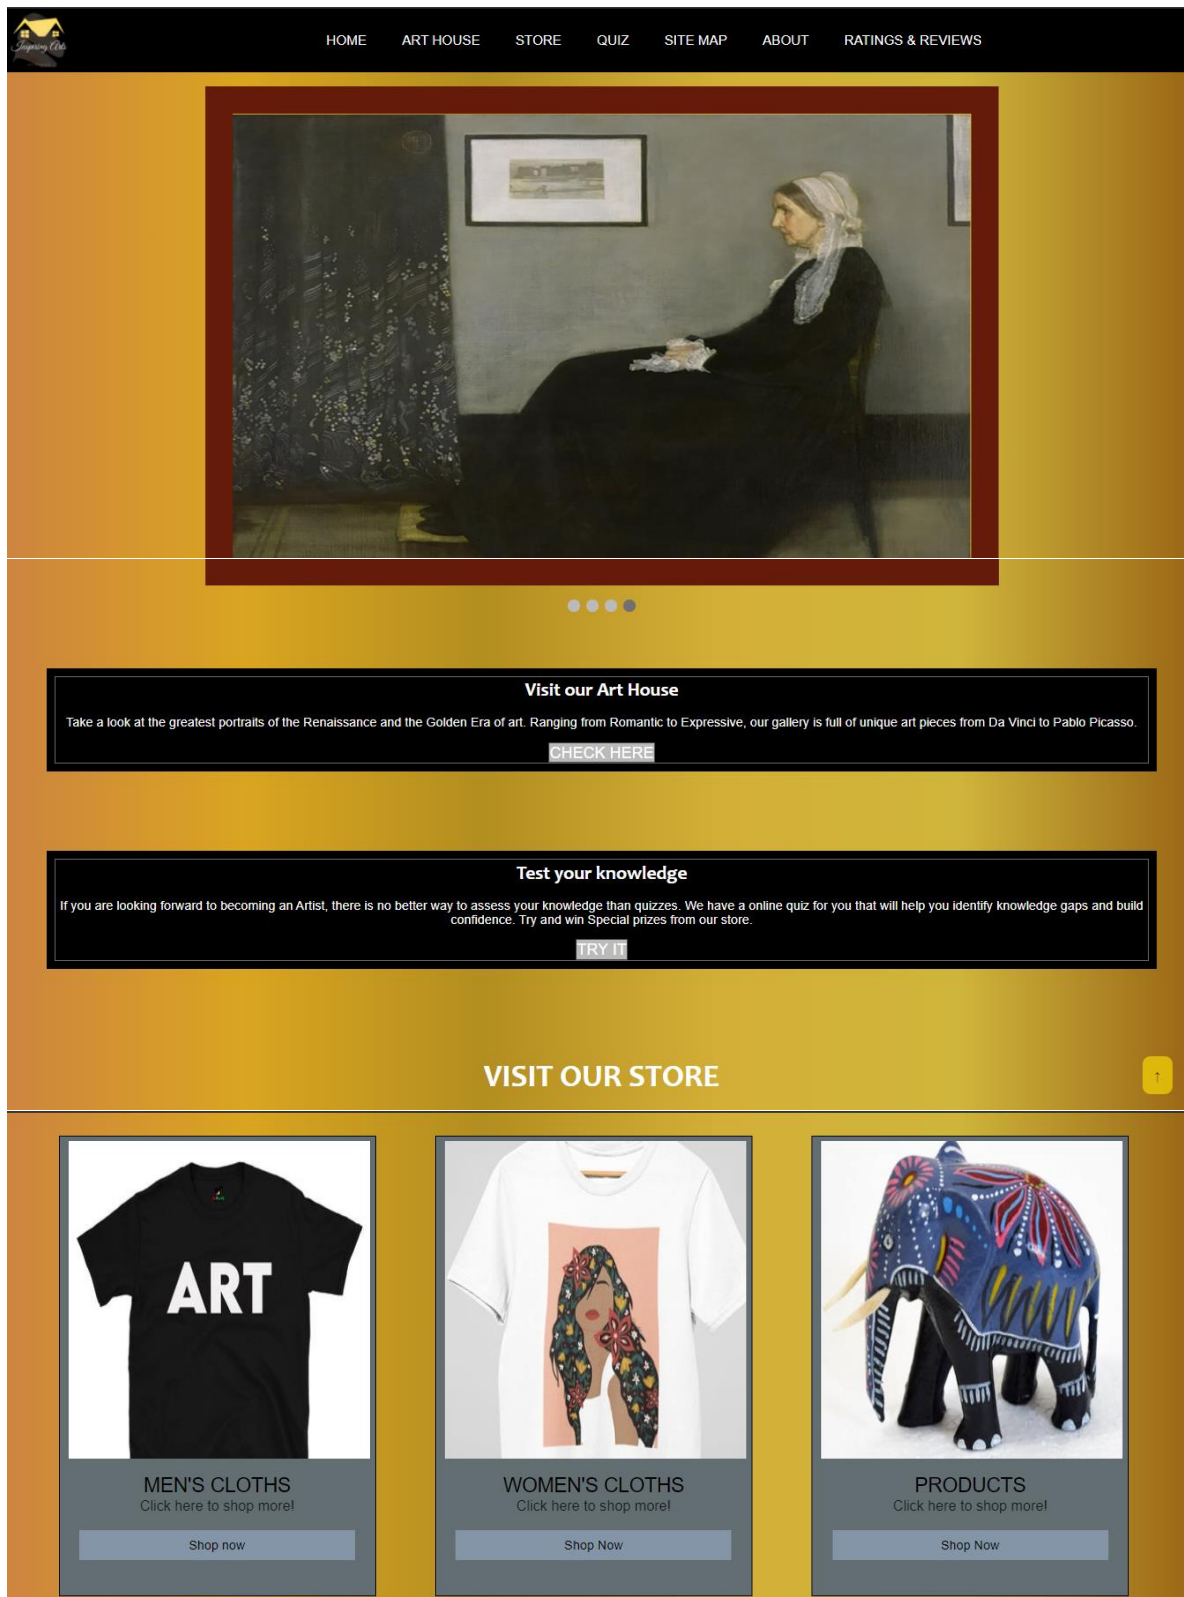 Inspiring Arts
HOME ART HOUSE STORE QUIZ SITE MAP ABOUT RATINGS & REVIEWS
Visit our Art House
Take a look at the greatest portraits of the Renaissance and the Golden Era of art. Ranging from Romantic to Expressive, our gallery is full of unique art pieces from Da Vinci to Pablo Picasso.
CHECK HERE
Test your knowledge
If you are looking forward to becoming an Artist, there is no better way to assess your knowledge than quizzes. We have a online quiz for you that will help you identify knowledge gaps and build
confidence. Try and win Special prizes from our store.
TRY IT
VISIT OUR STORE
↑
ART
MEN'S CLOTHS
Click here to shop more!
Shop now
WOMEN'S CLOTHS
Click here to shop more!
Shop Now
PRODUCTS
Click here to shop more!
Shop Now